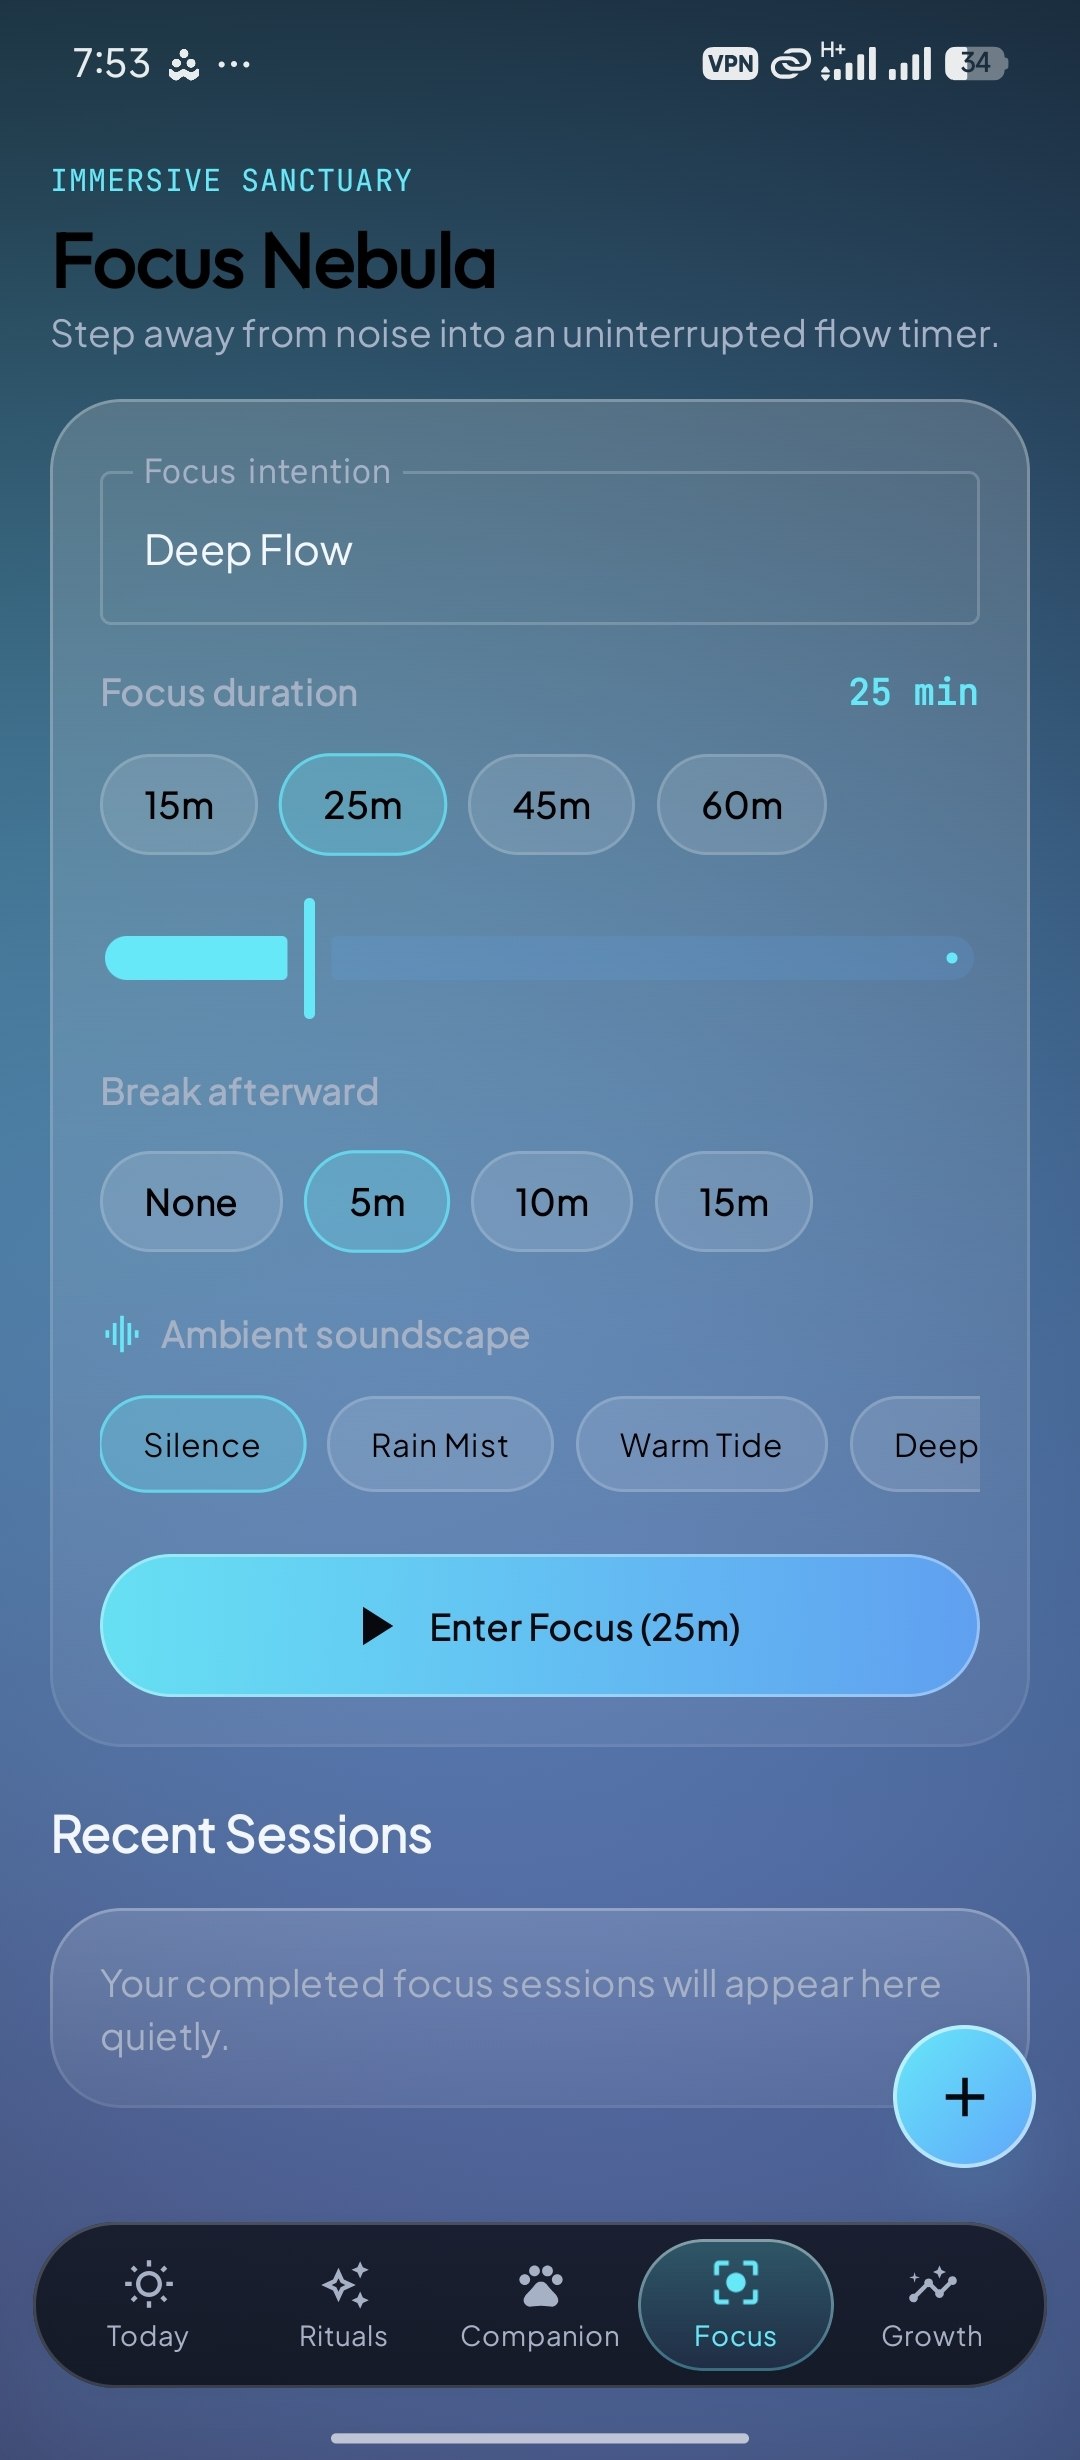 7:53 ... VPN H+ 34
IMMERSIVE SANCTUARY
Focus Nebula
Step away from noise into an uninterrupted flow timer.
Focus intention
Deep Flow
Focus duration 25 min
15m 25m 45m 60m
Break afterward
None 5m 10m 15m
Ambient soundscape
Silence Rain Mist Warm Tide Deep
Enter Focus (25m)
Recent Sessions
Your completed focus sessions will appear here
quietly.
Today Rituals Companion Focus Growth